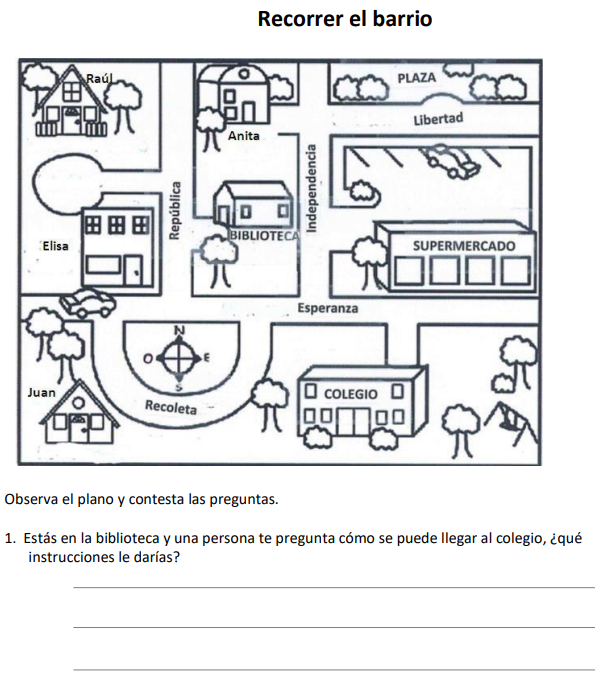 Recorrer el barrio
Raúl
PLAZA
Libertad
Anita
República
Independencia
BIBLIOTECA
Elisa
SUPERMERCADO
Esperanza
N
O
E
S
Recoleta
Juan
COLEGIO
Observa el plano y contesta las preguntas.
1. Estás en la biblioteca y una persona te pregunta cómo se puede llegar al colegio, ¿qué
instrucciones le darías?